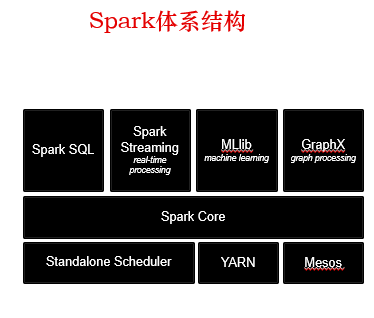 Spark体系结构
Spark SQL
Spark
Streaming
real-time
processing
MLlib
machine learning
GraphX
graph processing
Spark Core
Standalone Scheduler
YARN
Mesos